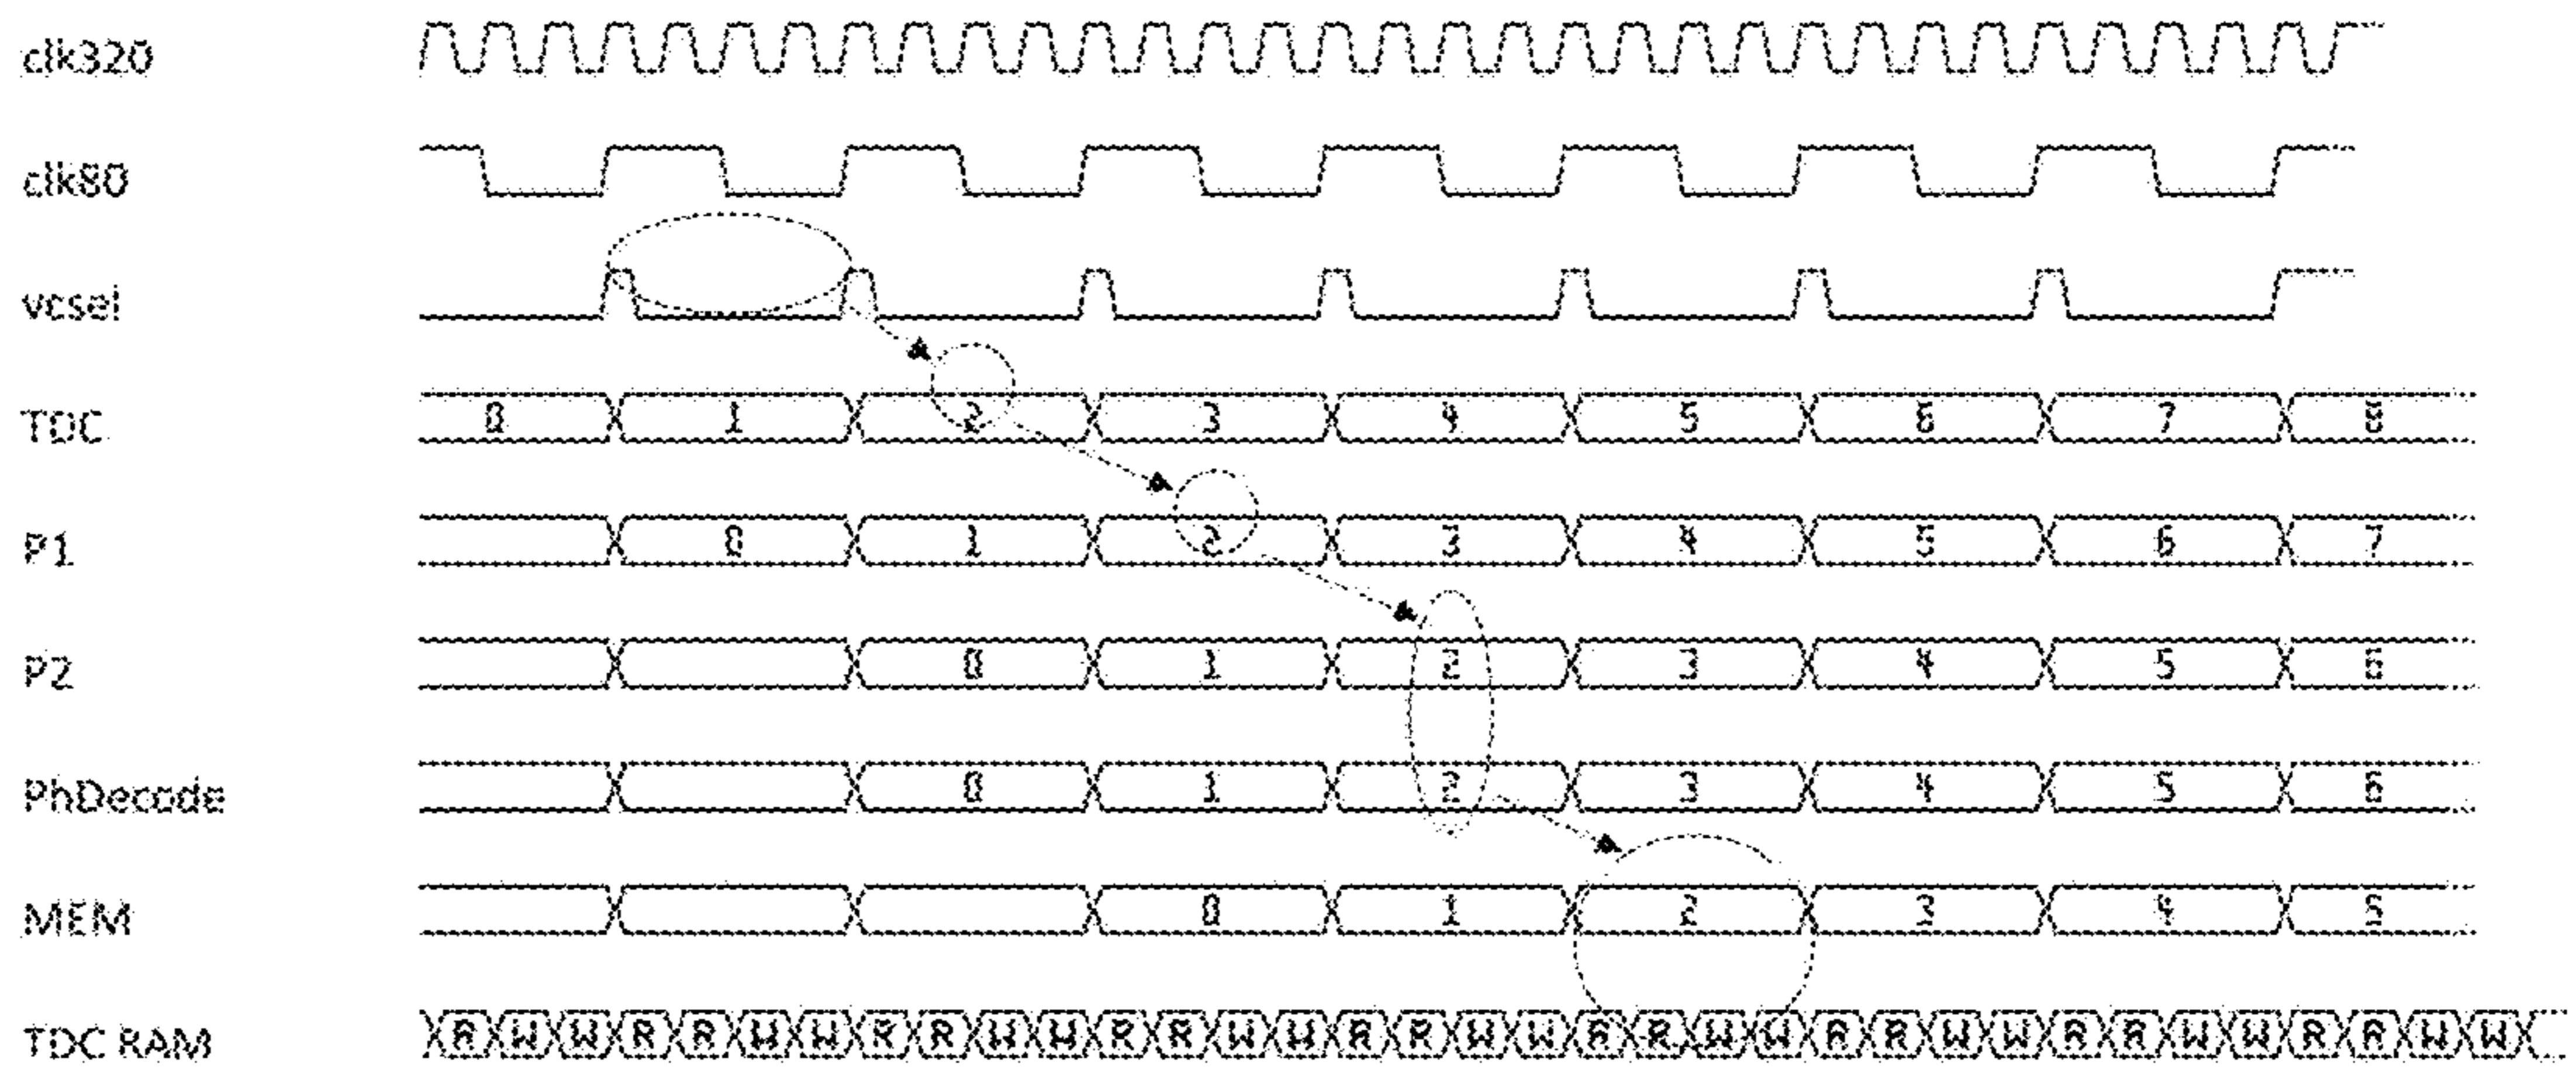 clk320
clk80
vcsel
TDC 0 1 2 3 4 5 6 7 8
P1 0 1 2 3 4 5 6 7
P2 0 1 2 3 4 5 6
PhDecode 0 1 2 3 4 5 6
MEM 0 1 2 3 4 5
TDC RAM R W W R R W W R R W W R R W W R R W W R R W W R R W W R R W W R R W W